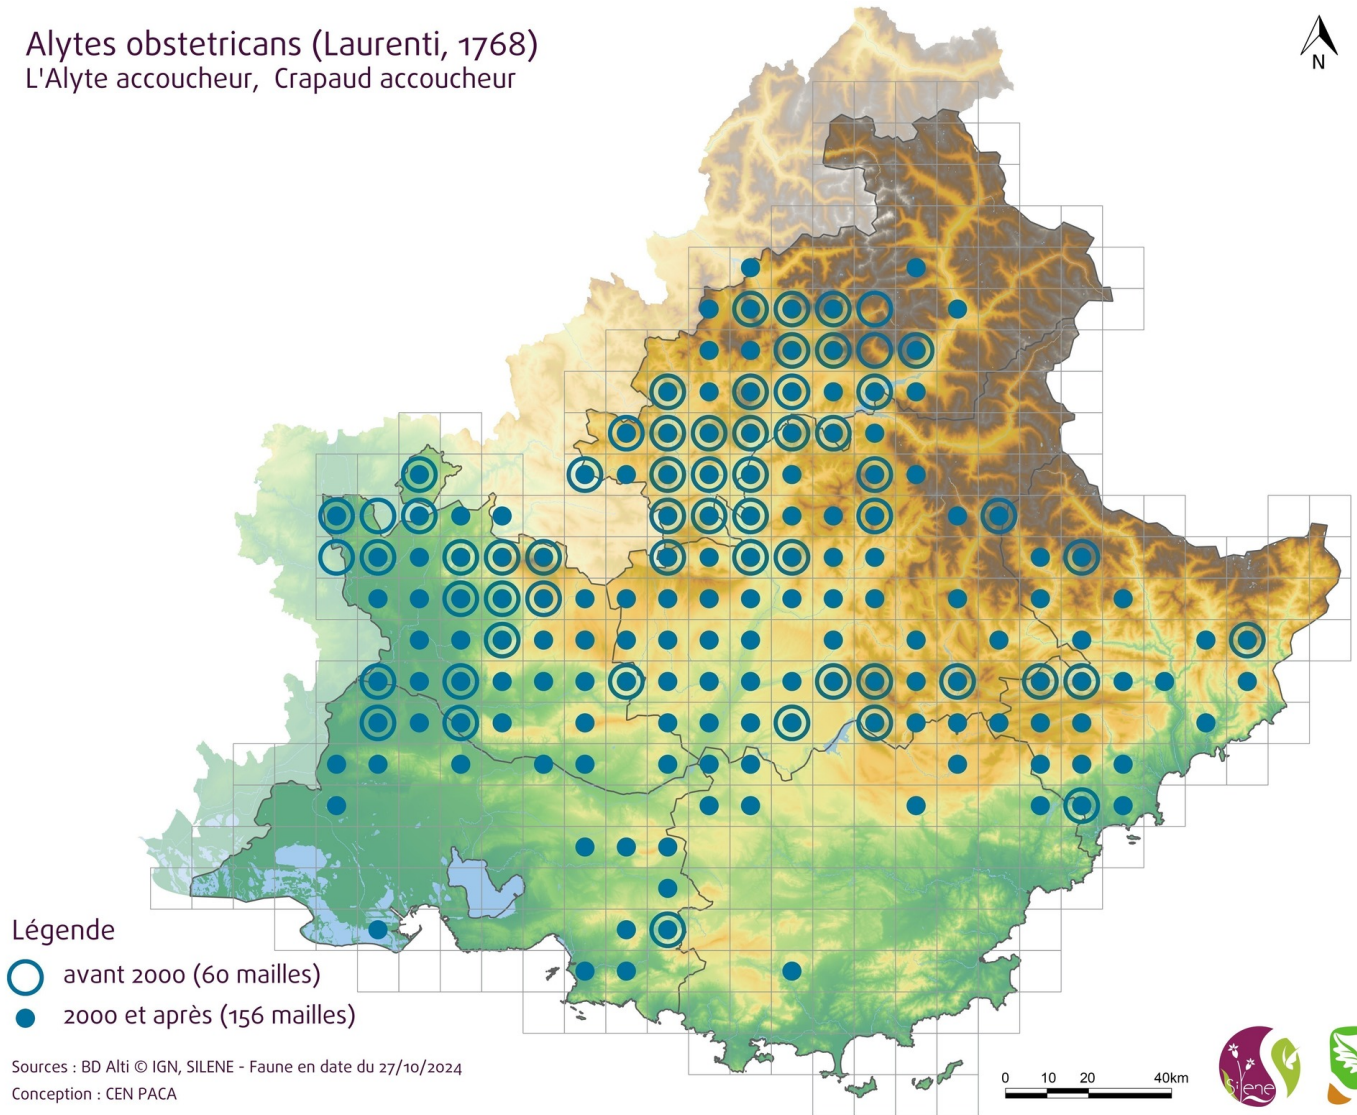 Alytes obstetricans (Laurenti, 1768)
L'Alyte accoucheur, Crapaud accoucheur
N
Légende
avant 2000 (60 mailles)
2000 et après (156 mailles)
Sources : BD Alti © IGN, SILENE - Faune en date du 27/10/2024
Conception : CEN PACA
0 10 20 40km
Silene